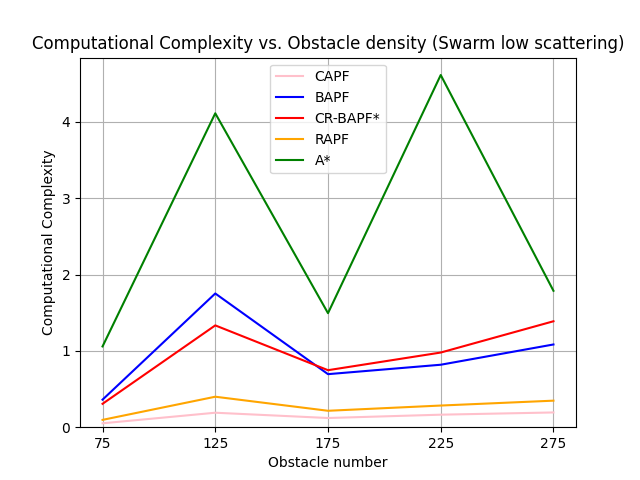 Computational Complexity vs. Obstacle density (Swarm low scattering)
CAPF
BAPF
CR-BAPF*
RAPF
A*
Computational Complexity
4
3
2
1
0
75 125 175 225 275
Obstacle number